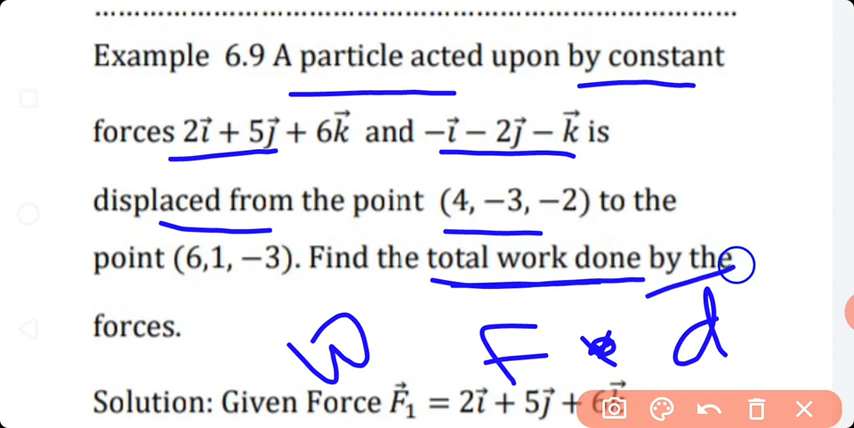 Example 6.9 A particle acted upon by constant
forces 2i⃗ + 5j⃗ + 6k⃗ and −i⃗ − 2j⃗ − k⃗ is
displaced from the point (4, −3, −2) to the
point (6,1, −3). Find the total work done by the
forces.
W F • d
Solution: Given Force F⃗₁ = 2i⃗ + 5j⃗ + 6k⃗